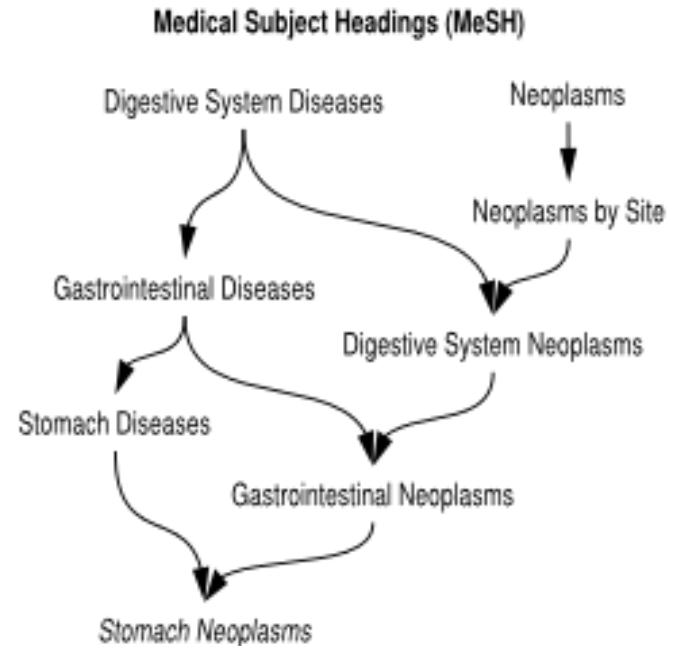 Medical Subject Headings (MeSH)
Digestive System Diseases
Neoplasms
Neoplasms by Site
Gastrointestinal Diseases
Digestive System Neoplasms
Stomach Diseases
Gastrointestinal Neoplasms
Stomach Neoplasms